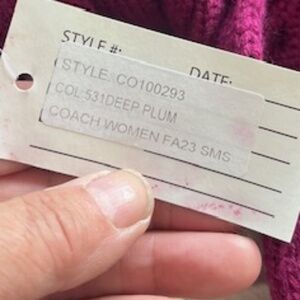 STYLE#:
DATE:
STYLE: CO100293
COL:531DEEP PLUM
COACH WOMEN FA23 SMS